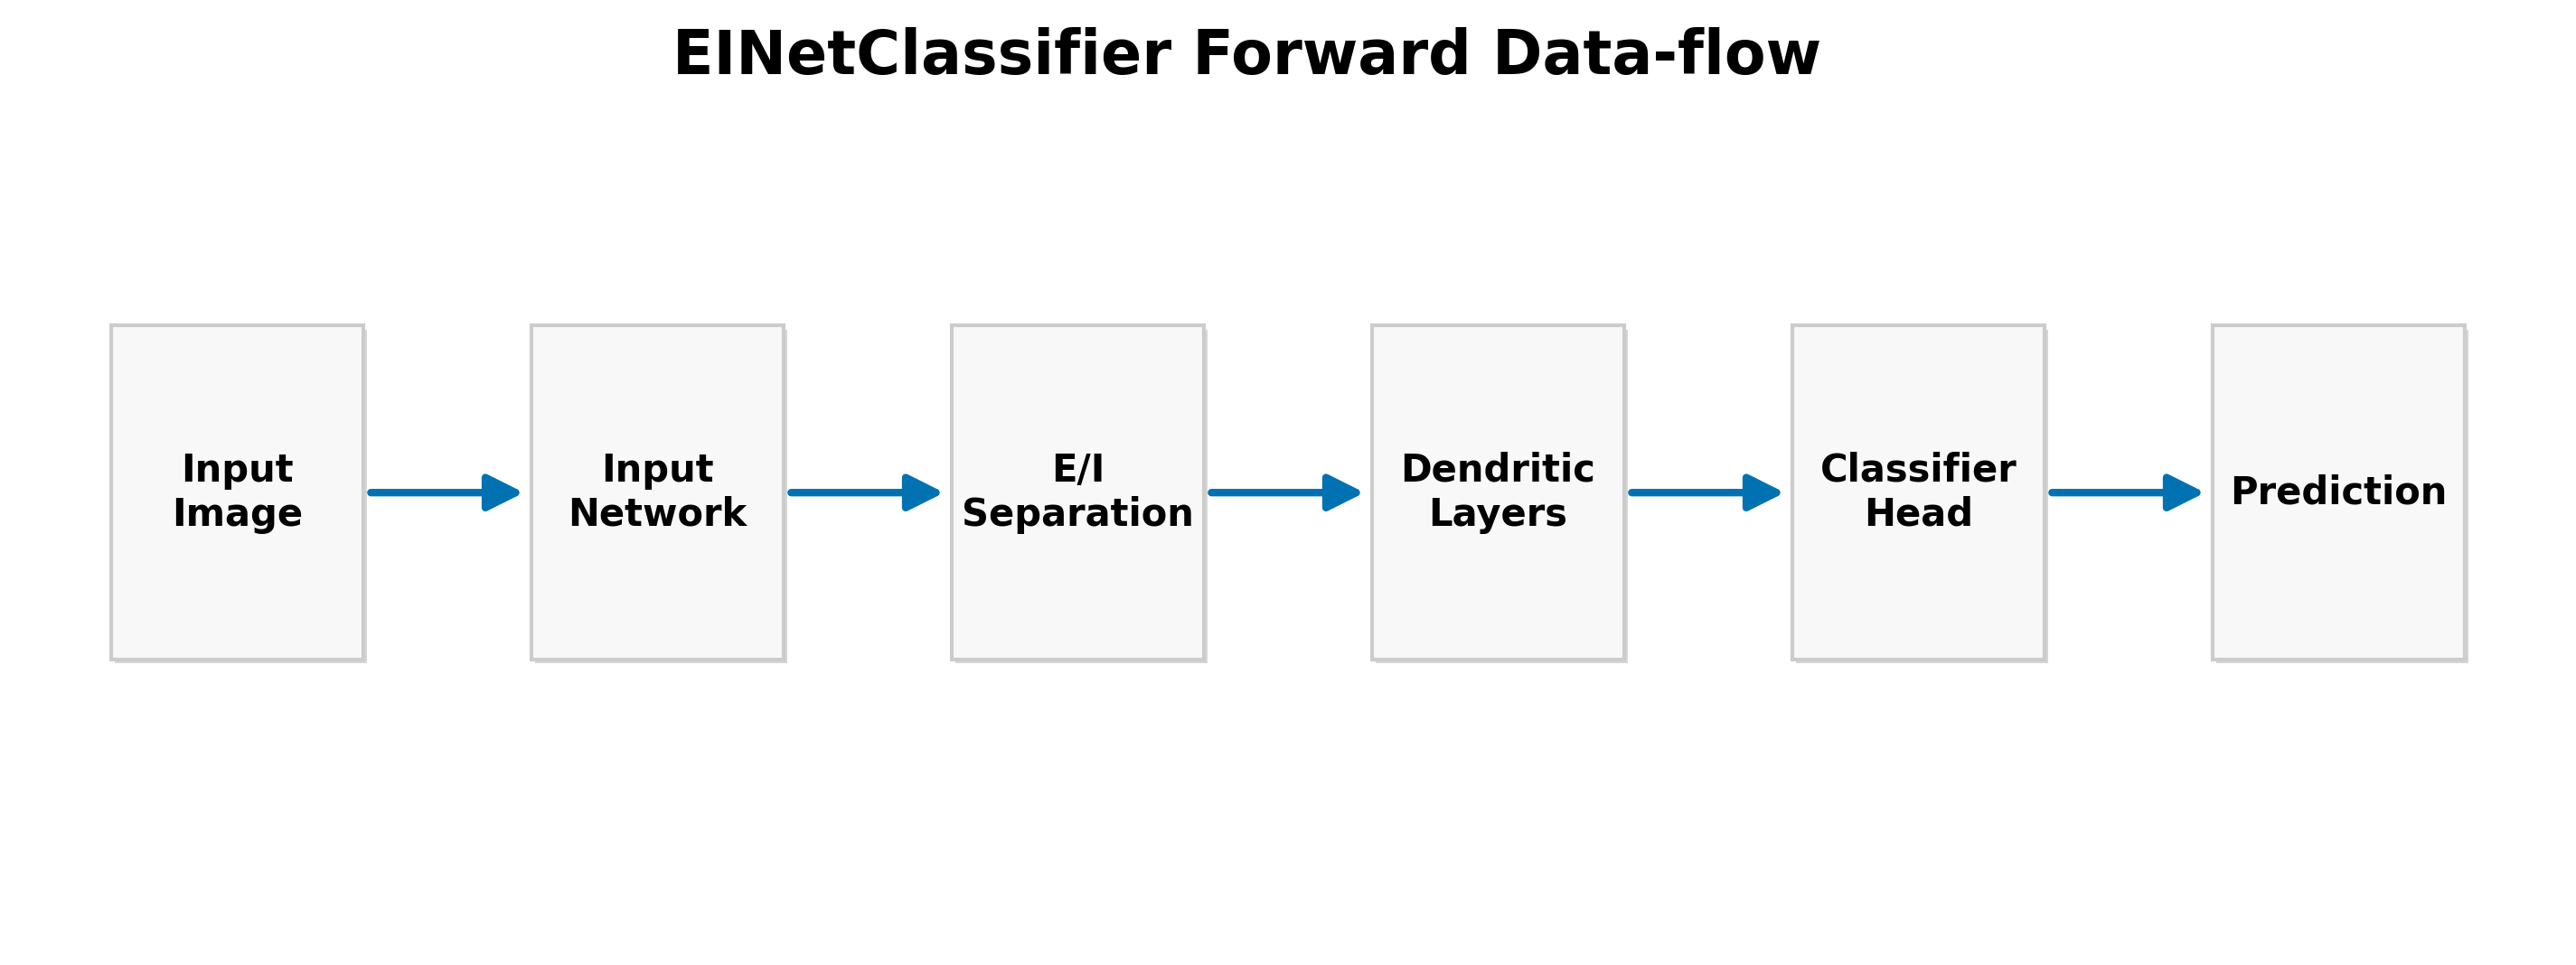 EINetClassifier Forward Data-flow
Input
Image
Input
Network
E/I
Separation
Dendritic
Layers
Classifier
Head
Prediction